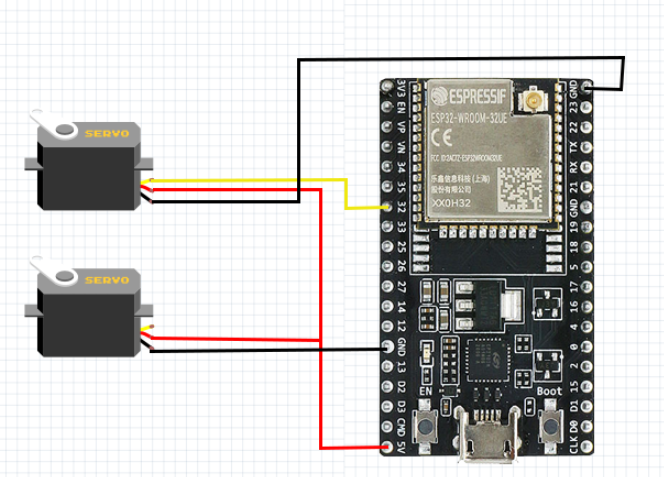 SERVO
SERVO
3V3
EN
VP
VN
34
35
32
33
25
26
27
14
12
GND
13
D2
D3
CMD
5V
ESPRESSIF
ESP32-WROOM-32UE
CE
FCC ID:2AC7Z-ESP32WROOM32UE
乐鑫信息科技(上海)
股份有限公司
XX0H32
EN
Boot
GND
23
22
TX
RX
21
GND
19
18
5
17
16
4
0
2
15
D1
D0
CLK